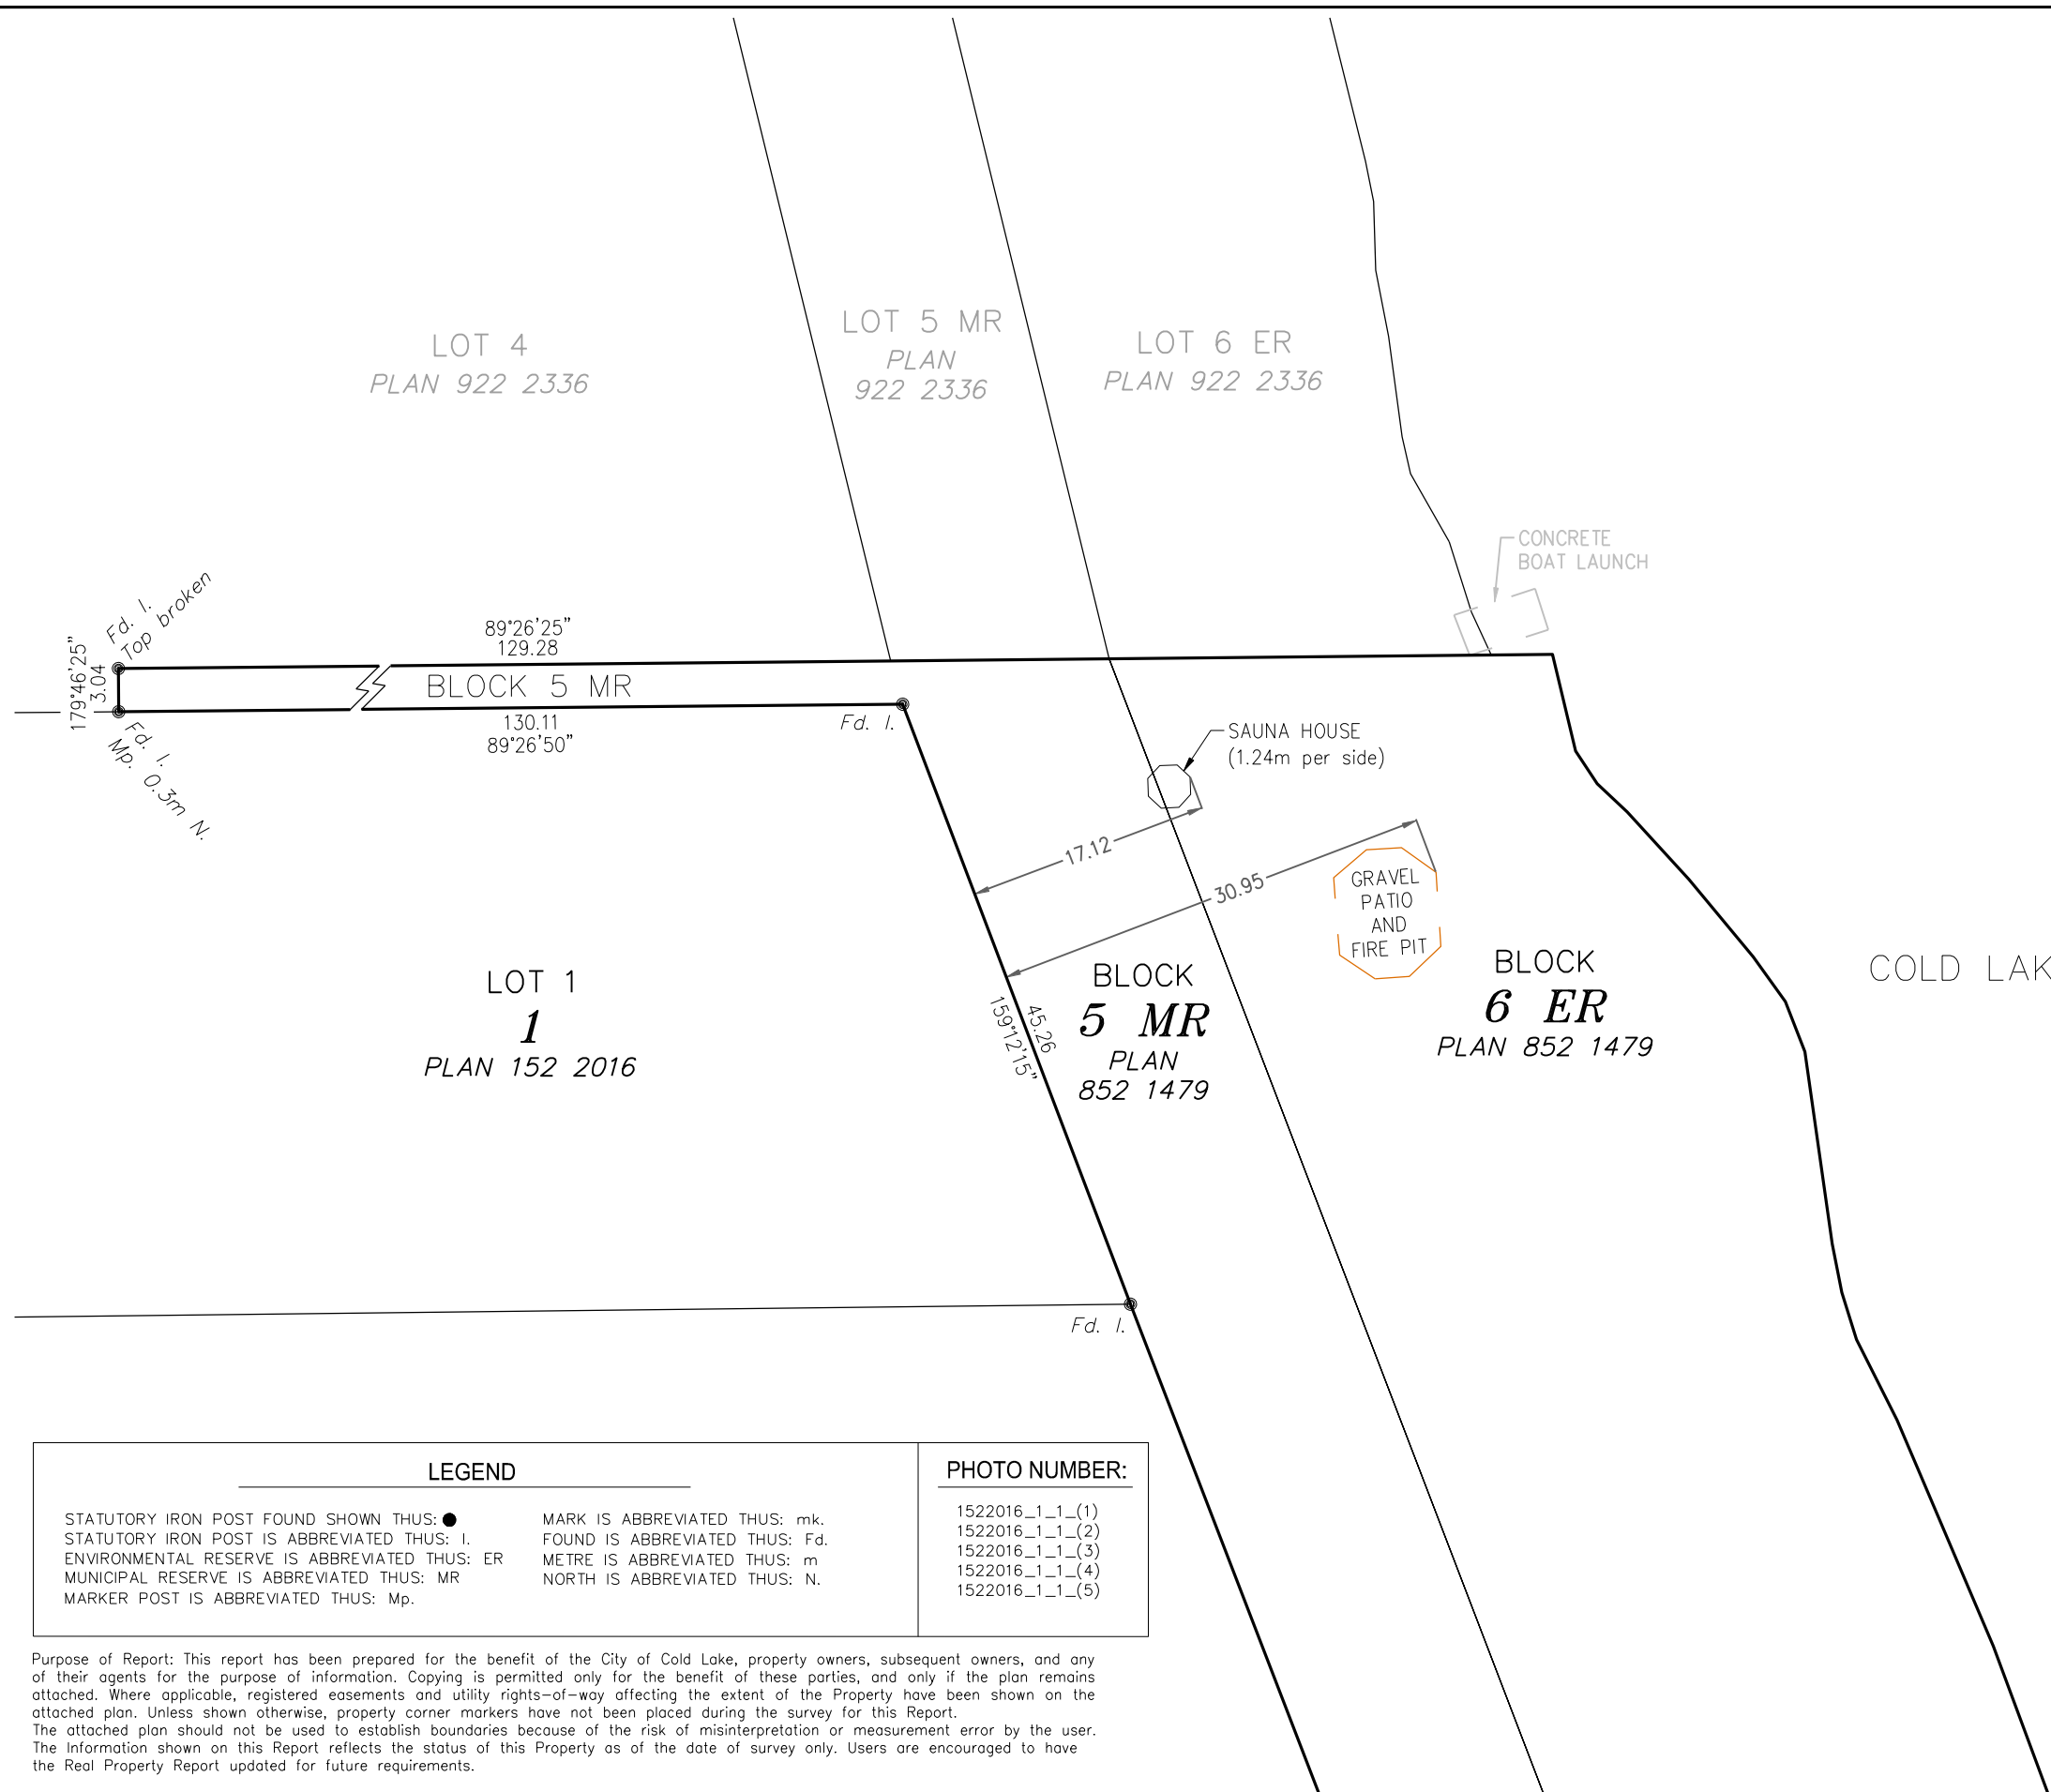 LOT 4
PLAN 922 2336
LOT 5 MR
PLAN
922 2336
LOT 6 ER
PLAN 922 2336
CONCRETE
BOAT LAUNCH
Fd. I.
Top broken
179°46'25"
3.04
89°26'25"
129.28
BLOCK 5 MR
130.11
89°26'50"
Fd. I.
Fd. I.
Mp. 0.3m N.
SAUNA HOUSE
(1.24m per side)
17.12
30.95
GRAVEL
PATIO
AND
FIRE PIT
LOT 1
1
PLAN 152 2016
45.26
159°12'15"
BLOCK
5 MR
PLAN
852 1479
BLOCK
6 ER
PLAN 852 1479
COLD LAK
Fd. I.
LEGEND
STATUTORY IRON POST FOUND SHOWN THUS:
STATUTORY IRON POST IS ABBREVIATED THUS: I.
ENVIRONMENTAL RESERVE IS ABBREVIATED THUS: ER
MUNICIPAL RESERVE IS ABBREVIATED THUS: MR
MARKER POST IS ABBREVIATED THUS: Mp.
MARK IS ABBREVIATED THUS: mk.
FOUND IS ABBREVIATED THUS: Fd.
METRE IS ABBREVIATED THUS: m
NORTH IS ABBREVIATED THUS: N.
PHOTO NUMBER:
1522016_1_1_(1)
1522016_1_1_(2)
1522016_1_1_(3)
1522016_1_1_(4)
1522016_1_1_(5)
Purpose of Report: This report has been prepared for the benefit of the City of Cold Lake, property owners, subsequent owners, and any
of their agents for the purpose of information. Copying is permitted only for the benefit of these parties, and only if the plan remains
attached. Where applicable, registered easements and utility rights-of-way affecting the extent of the Property have been shown on the
attached plan. Unless shown otherwise, property corner markers have not been placed during the survey for this Report.
The attached plan should not be used to establish boundaries because of the risk of misinterpretation or measurement error by the user.
The Information shown on this Report reflects the status of this Property as of the date of survey only. Users are encouraged to have
the Real Property Report updated for future requirements.